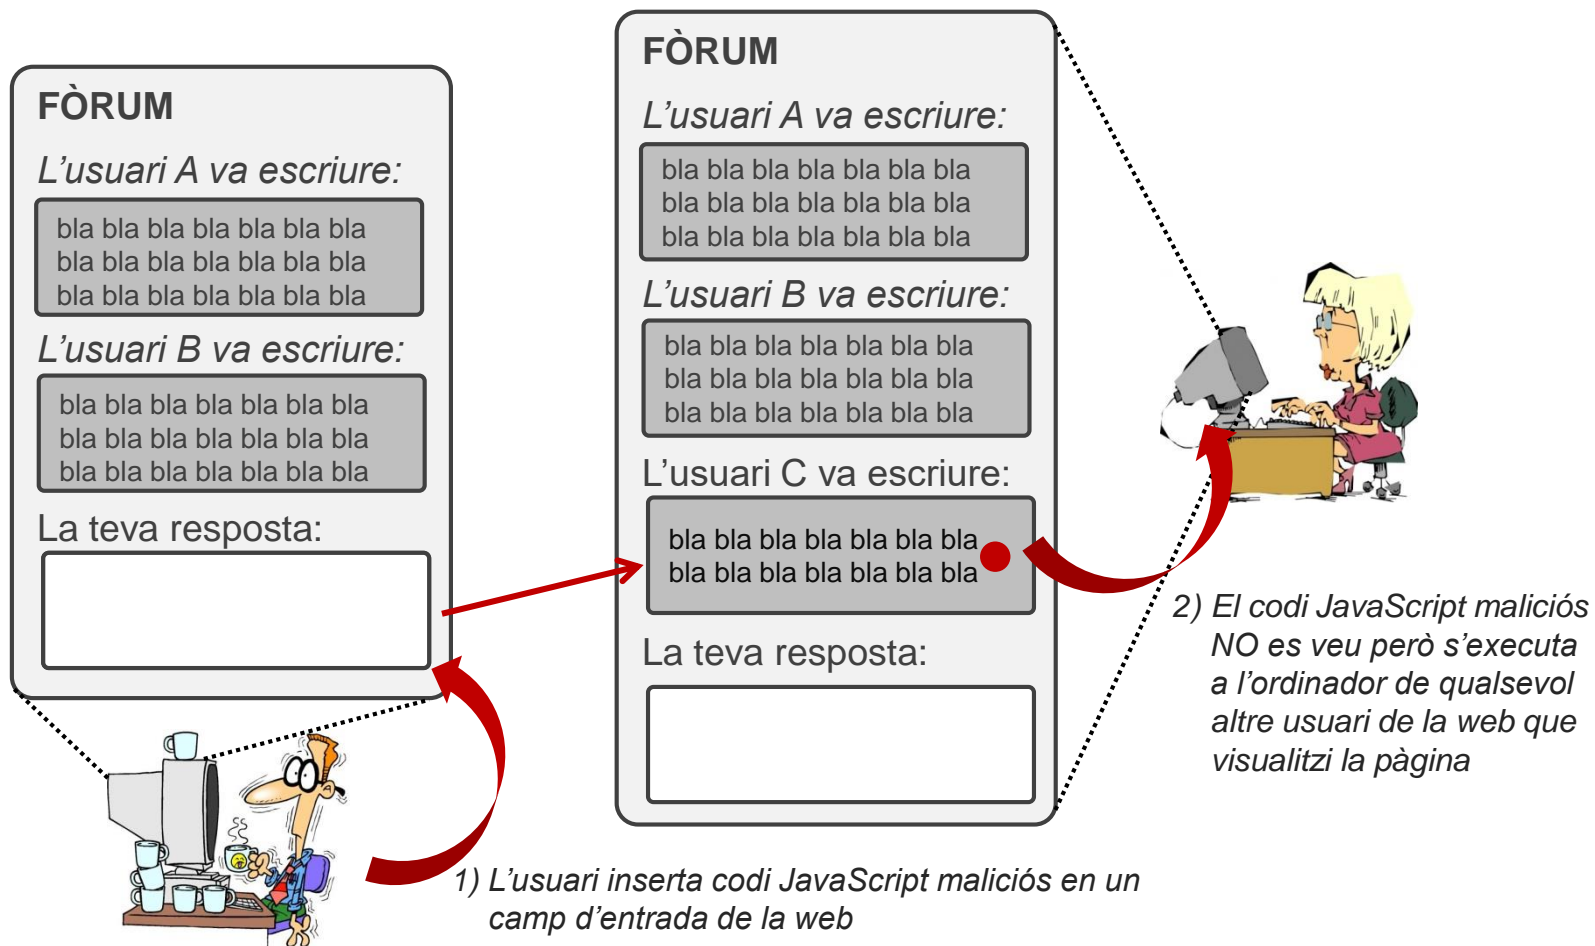 FÒRUM
L'usuari A va escriure:
bla bla bla bla bla bla bla
bla bla bla bla bla bla bla
bla bla bla bla bla bla bla
L'usuari B va escriure:
bla bla bla bla bla bla bla
bla bla bla bla bla bla bla
bla bla bla bla bla bla bla
La teva resposta:
1) L'usuari inserta codi JavaScript maliciós en un
camp d'entrada de la web
FÒRUM
L'usuari A va escriure:
bla bla bla bla bla bla bla
bla bla bla bla bla bla bla
bla bla bla bla bla bla bla
L'usuari B va escriure:
bla bla bla bla bla bla bla
bla bla bla bla bla bla bla
bla bla bla bla bla bla bla
L'usuari C va escriure:
bla bla bla bla bla bla bla
bla bla bla bla bla bla bla
La teva resposta:
2) El codi JavaScript maliciós
NO es veu però s'executa
a l'ordinador de qualsevol
altre usuari de la web que
visualitzi la pàgina